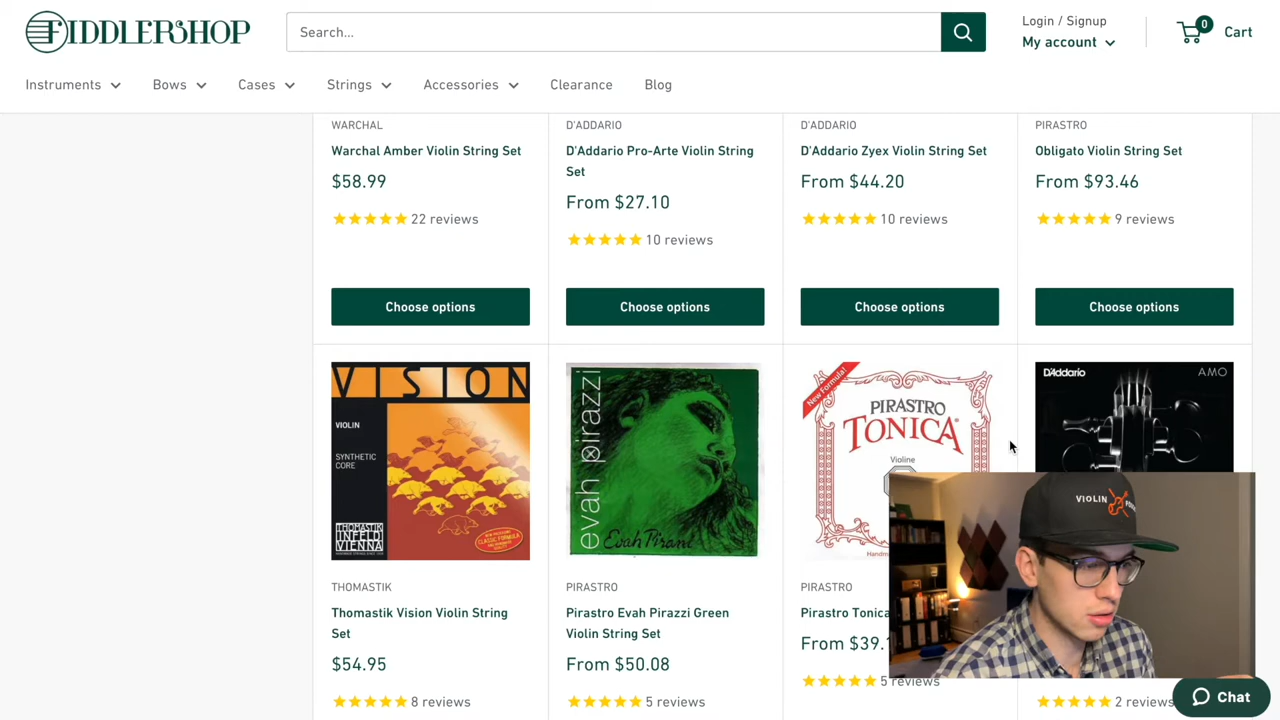 FIDDLERSHOP
Search...
Login / Signup
My account
0
Cart
Instruments
Bows
Cases
Strings
Accessories
Clearance
Blog
WARCHAL
Warchal Amber Violin String Set
$58.99
22 reviews
D'ADDARIO
D'Addario Pro-Arte Violin String
Set
From $27.10
10 reviews
D'ADDARIO
D'Addario Zyex Violin String Set
From $44.20
10 reviews
PIRASTRO
Obligato Violin String Set
From $93.46
9 reviews
Choose options
Choose options
Choose options
Choose options
VISION
VIOLIN
SYNTHETIC
CORE
THOMASTIK
INFELD
VIENNA
evah pirazzi
Evah Pirazzi
New Formula!
PIRASTRO
TONICA
Violine
D'Addario
AMO
VIOLIN
THOMASTIK
Thomastik Vision Violin String
Set
$54.95
8 reviews
PIRASTRO
Pirastro Evah Pirazzi Green
Violin String Set
From $50.08
5 reviews
PIRASTRO
Pirastro Tonica
From $39.
5 reviews
2 reviews
Chat